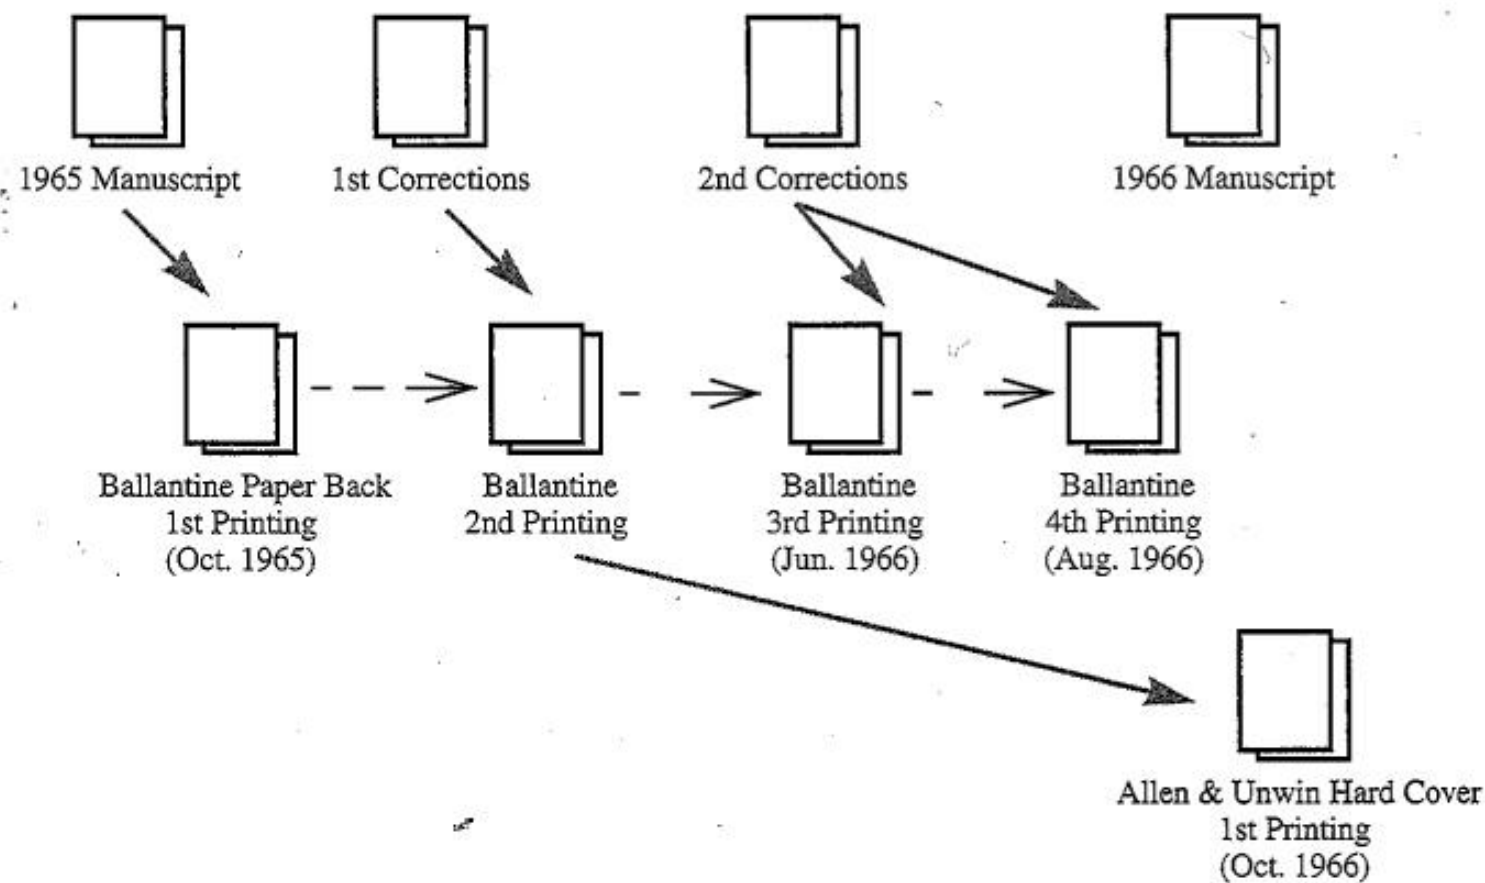 1965 Manuscript
1st Corrections
2nd Corrections
1966 Manuscript
Ballantine Paper Back
1st Printing
(Oct. 1965)
Ballantine
2nd Printing
Ballantine
3rd Printing
(Jun. 1966)
Ballantine
4th Printing
(Aug. 1966)
Allen & Unwin Hard Cover
1st Printing
(Oct. 1966)